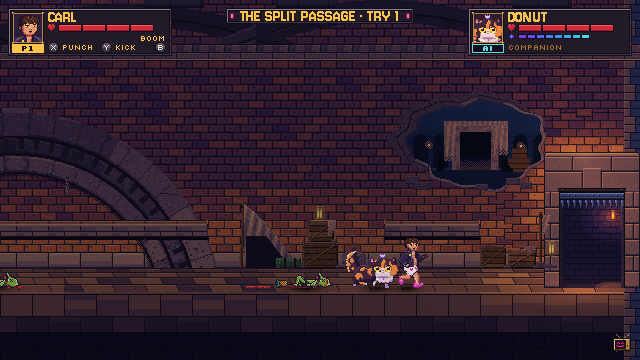 CARL
BOOM
P1
X PUNCH Y KICK B
THE SPLIT PASSAGE · TRY 1
DONUT
AI
COMPANION